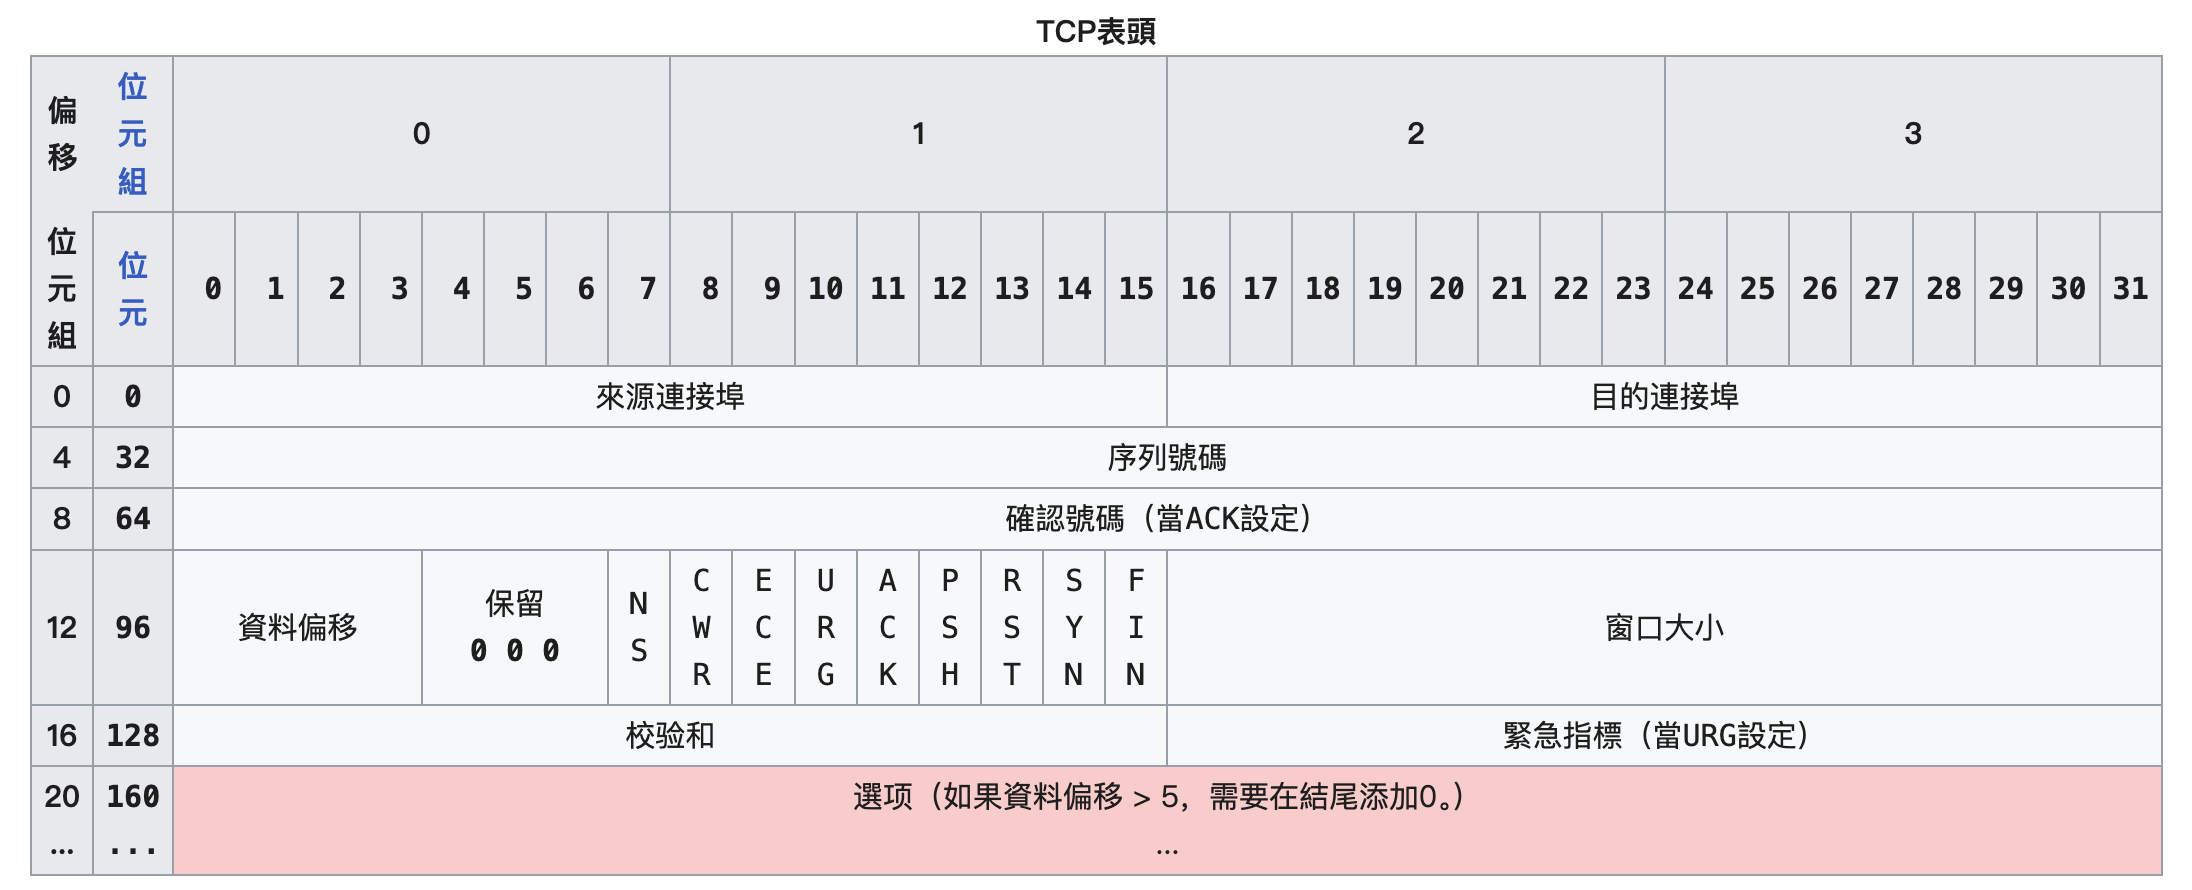 TCP表頭
偏移 位元組 0 1 2 3
位元組 位元 0 1 2 3 4 5 6 7 8 9 10 11 12 13 14 15 16 17 18 19 20 21 22 23 24 25 26 27 28 29 30 31
0 0 來源連接埠 目的連接埠
4 32 序列號碼
8 64 確認號碼（當ACK設定）
12 96 資料偏移 保留 0 0 0 NS CWR ECE URG ACK PSH RST SYN FIN 窗口大小
16 128 校验和 緊急指標（當URG設定）
20 160 選项（如果資料偏移 > 5，需要在結尾添加0。）
... ... ...